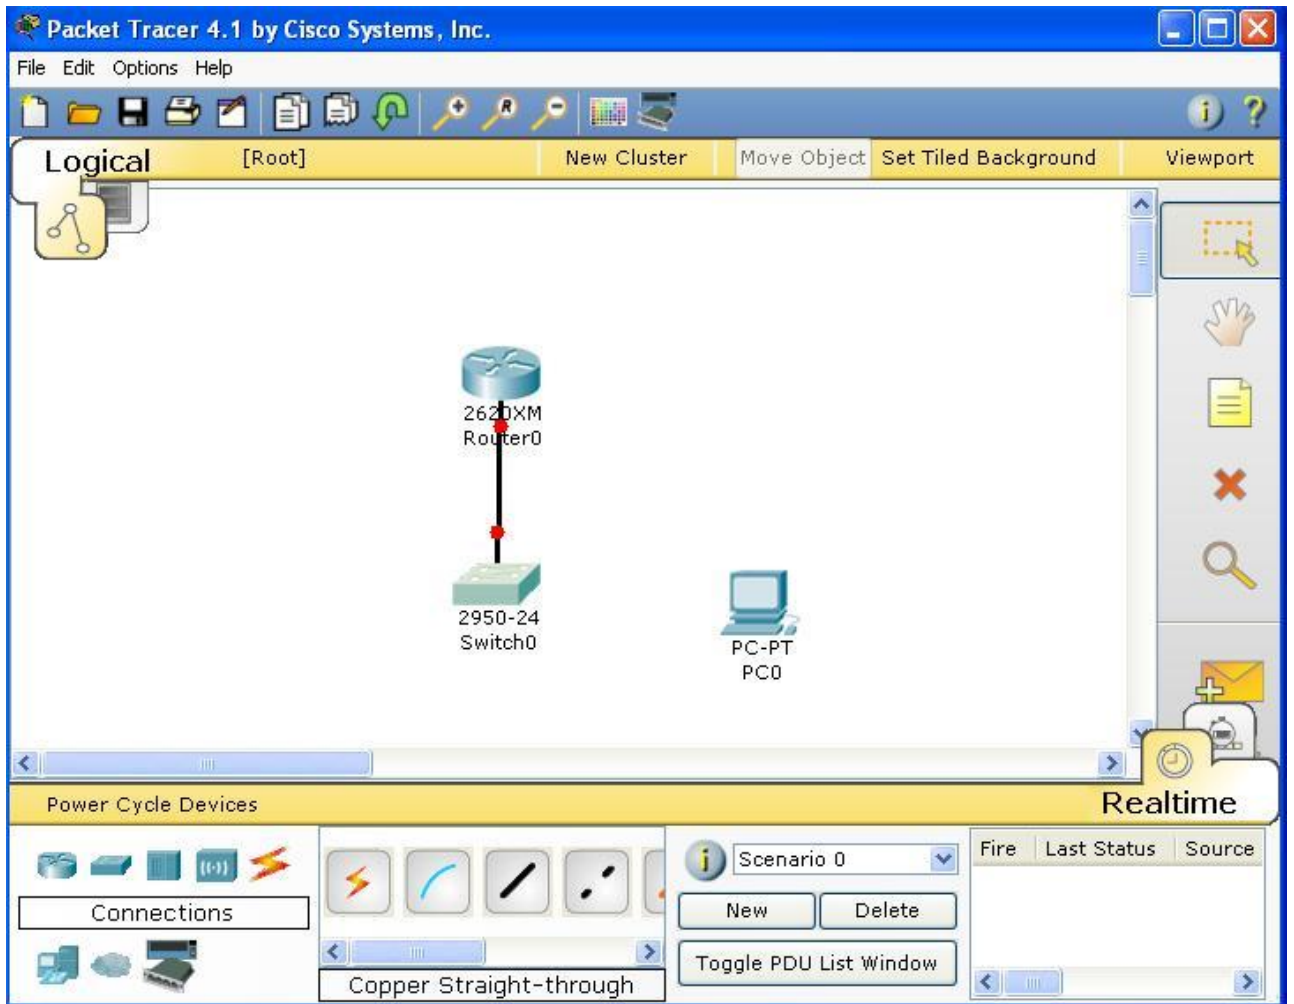 Packet Tracer 4.1 by Cisco Systems, Inc.
File Edit Options Help
R
i ?
Logical [Root] New Cluster Move Object Set Tiled Background Viewport
2620XM
Router0
2950-24
Switch0
PC-PT
PC0
Power Cycle Devices Realtime
Connections
Copper Straight-through
i Scenario 0
New Delete
Toggle PDU List Window
Fire Last Status Source